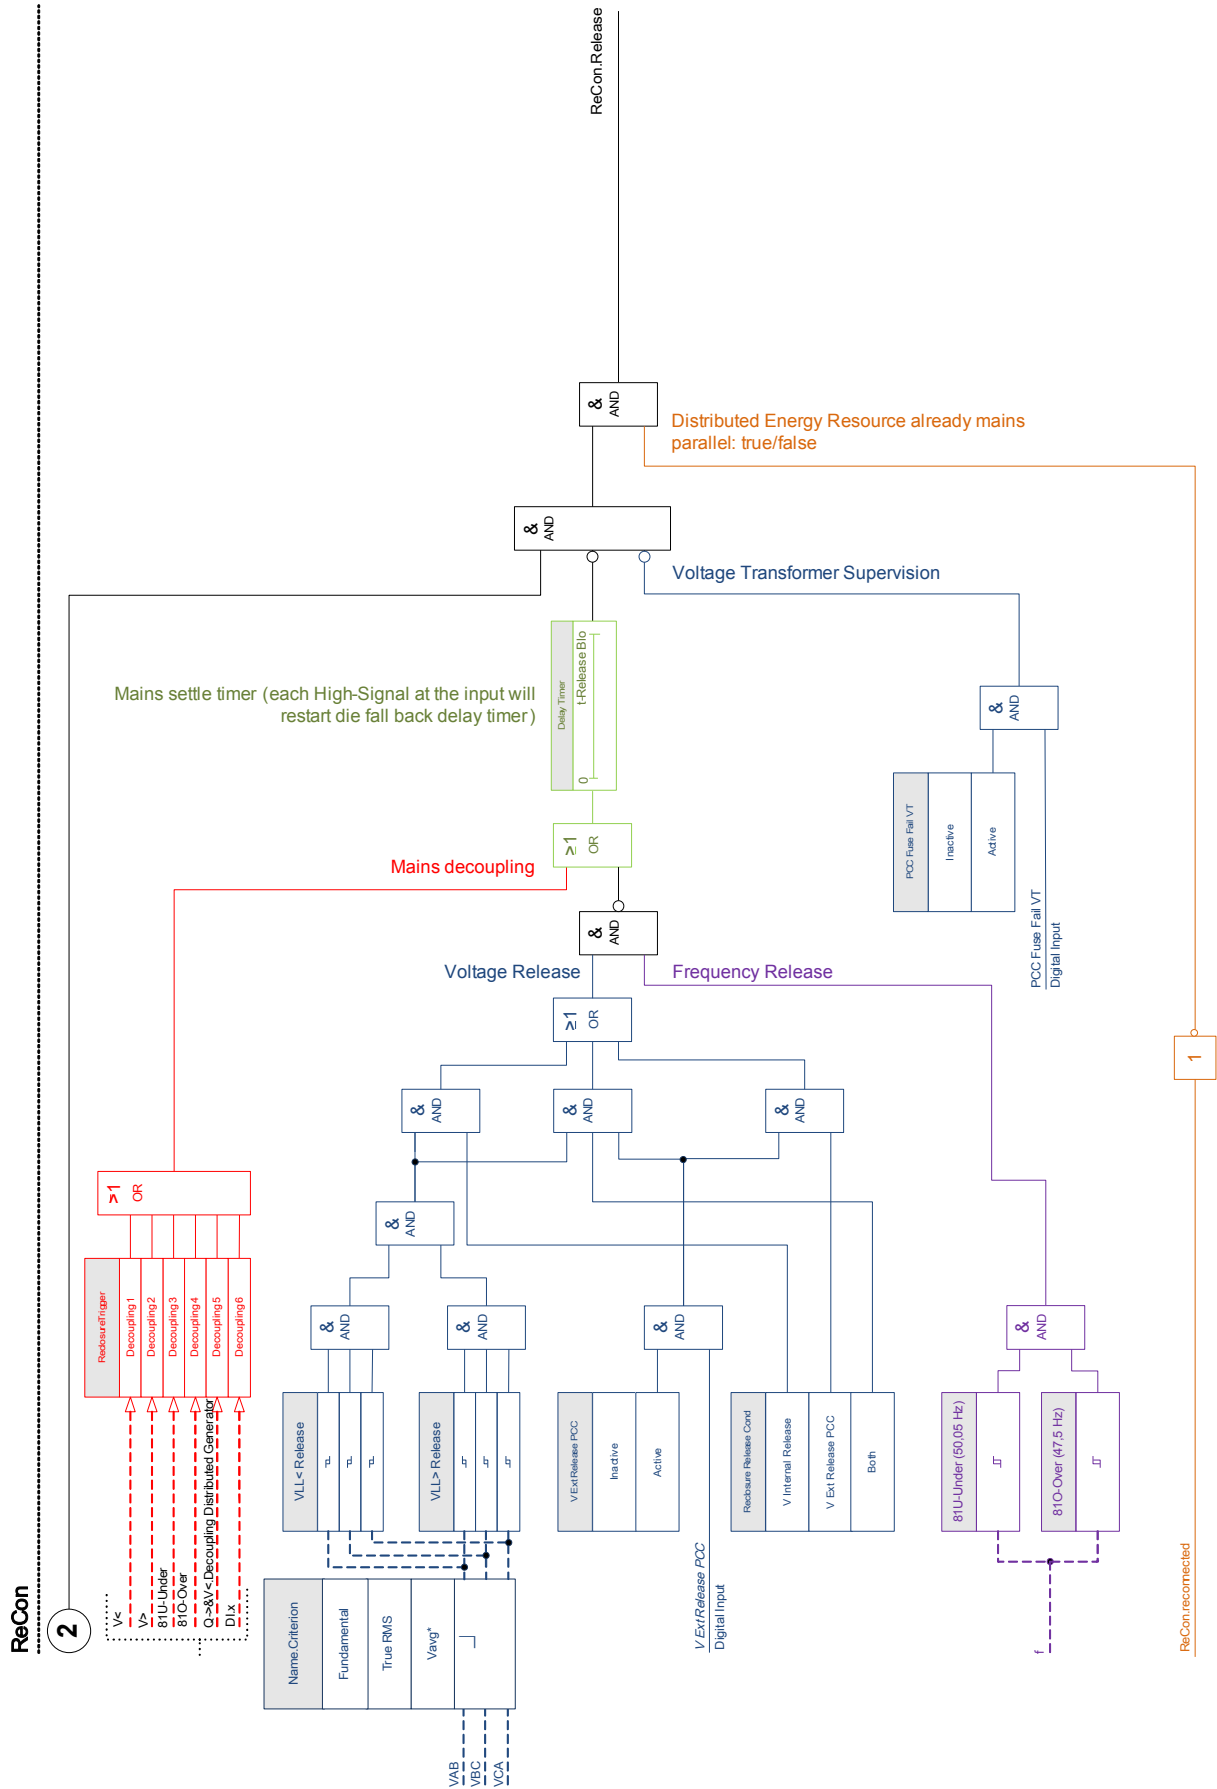 ReCon
2
V<
V>
81U-Under
81O-Over
Q->&V<.Decoupling Distributed Generator
DI.x
ReclosureTrigger
Decoupling1
Decoupling2
Decoupling3
Decoupling4
Decoupling5
Decoupling6
≥1
OR
Mains decoupling
Mains settle timer (each High-Signal at the input will
restart die fall back delay timer)
Delay Timer
0
t-Release Blo
≥1
OR
&
AND
ReCon.Release
&
AND
Distributed Energy Resource already mains
parallel: true/false
Voltage Transformer Supervision
VAB
VBC
VCA
Name.Criterion
Fundamental
True RMS
Vavg*
VLL< Release
&
AND
VLL> Release
&
AND
&
AND
&
AND
&
AND
&
AND
≥1
OR
Voltage Release
&
AND
Frequency Release
V Ext Release PCC
Digital Input
V Ext Release PCC
Inactive
Active
&
AND
Reclosure Release Cond
V Internal Release
V Ext Release PCC
Both
PCC Fuse Fail VT
Inactive
Active
PCC Fuse Fail VT
Digital Input
&
AND
f
81U-Under (50,05 Hz)
81O-Over (47,5 Hz)
&
AND
ReCon.reconnected
1